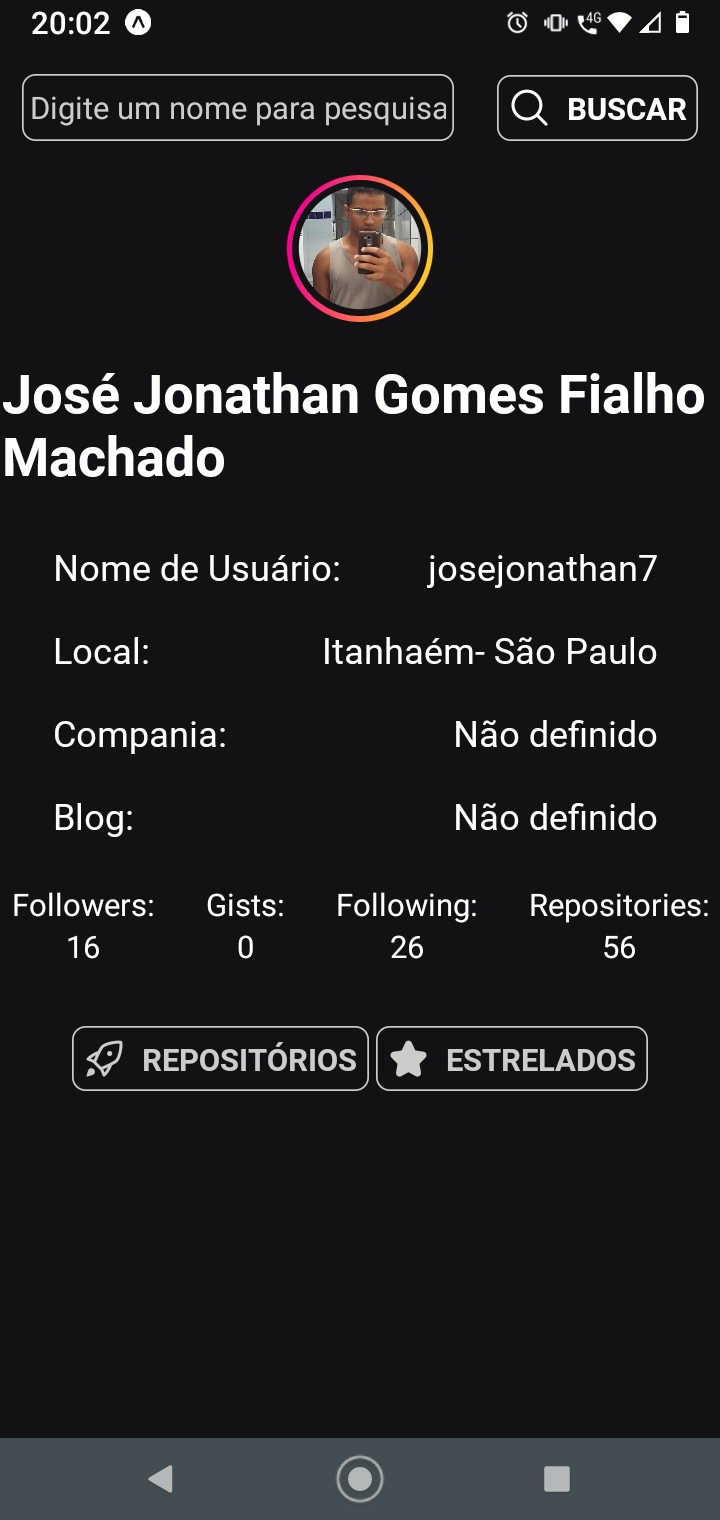 20:02
4G
Digite um nome para pesquisa
BUSCAR
José Jonathan Gomes Fialho
Machado
Nome de Usuário: josejonathan7
Local: Itanhaém- São Paulo
Compania: Não definido
Blog: Não definido
Followers: Gists: Following: Repositories:
16 0 26 56
REPOSITÓRIOS ESTRELADOS